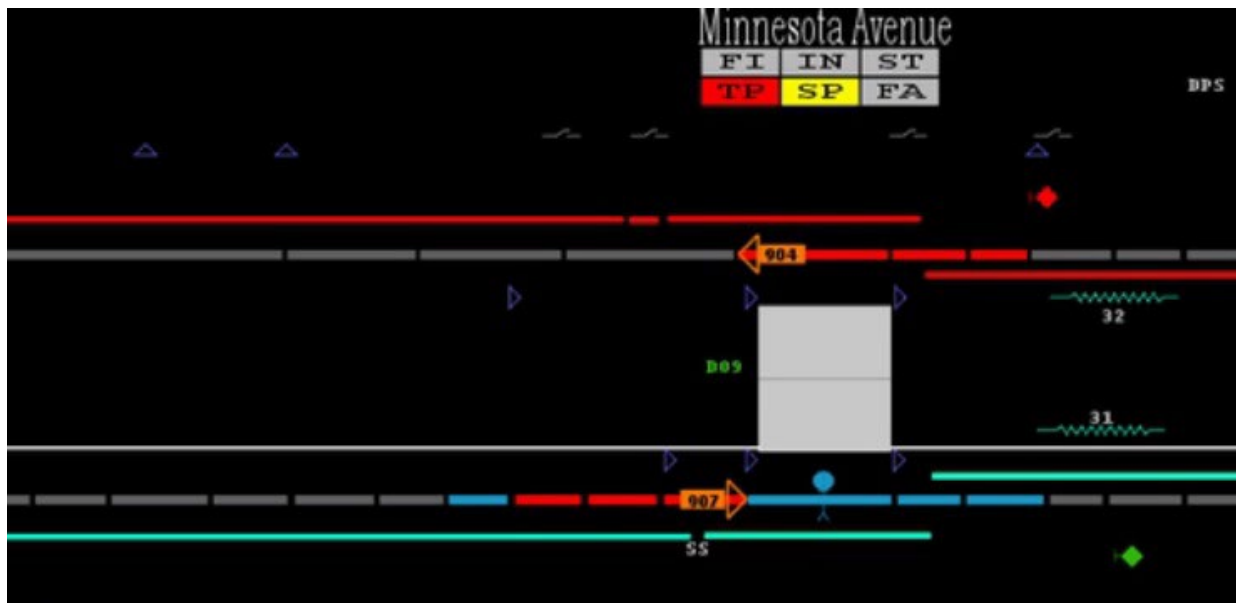 Minnesota Avenue
FI IN ST
TP SP FA
DPS
904
32
D09
31
907
SS